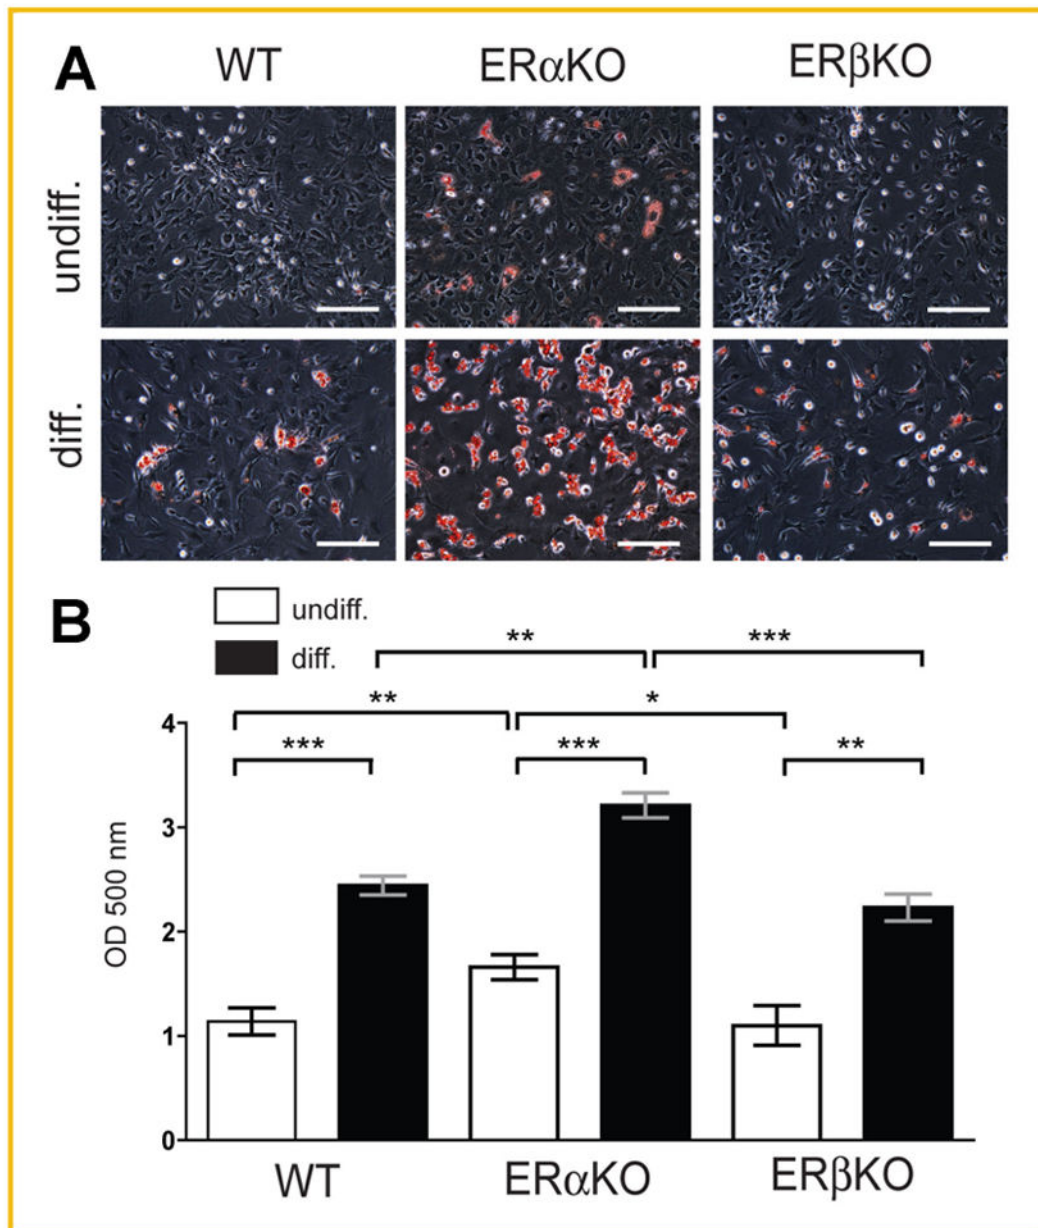 A
WT ERαKO ERβKO
undiff.
diff.
B
undiff.
diff.
** ***
** *
*** *** **
4
3
2
1
0
OD 500 nm
WT ERαKO ERβKO